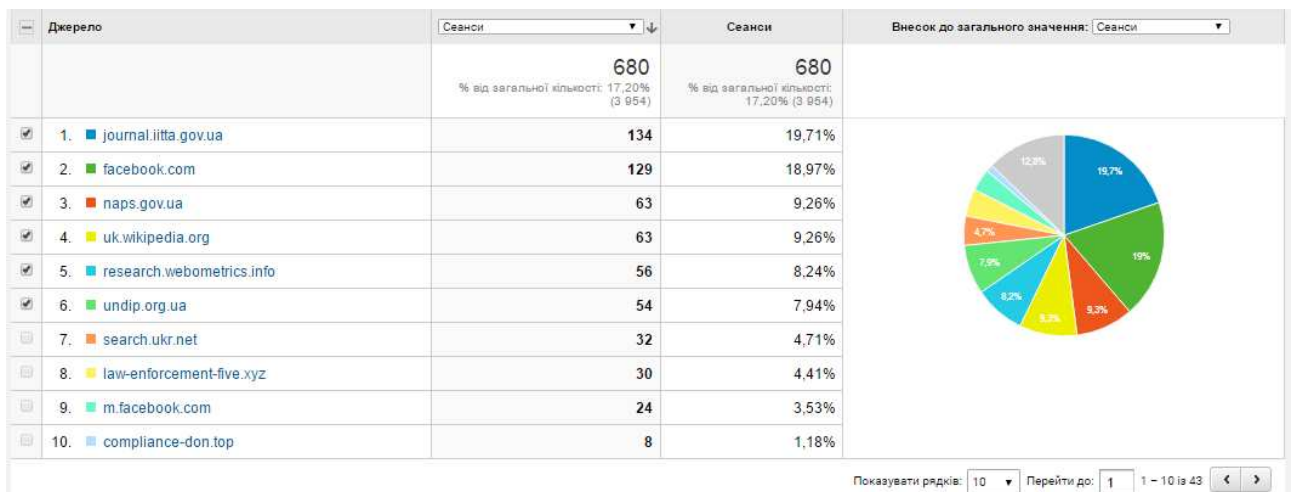 Джерело Сеанси Сеанси Внесок до загального значення: Сеанси
680 680
% від загальної кількості: 17,20% (3 954) % від загальної кількості: 17,20% (3 954)
1. journal.iitta.gov.ua 134 19,71%
2. facebook.com 129 18,97%
3. naps.gov.ua 63 9,26%
4. uk.wikipedia.org 63 9,26%
5. research.webometrics.info 56 8,24%
6. undip.org.ua 54 7,94%
7. search.ukr.net 32 4,71%
8. law-enforcement-five.xyz 30 4,41%
9. m.facebook.com 24 3,53%
10. compliance-don.top 8 1,18%
12,8%
19,7%
4,7%
19%
7,9%
8,2%
9,3%
9,3%
Показувати рядків: 10 Перейти до: 1 1 – 10 із 43